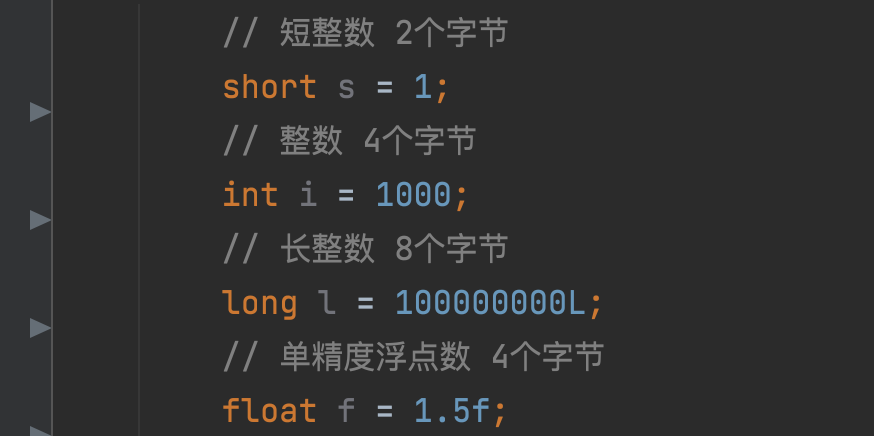 // 短整数 2个字节
short s = 1;
// 整数 4个字节
int i = 1000;
// 长整数 8个字节
long l = 100000000L;
// 单精度浮点数 4个字节
float f = 1.5f;